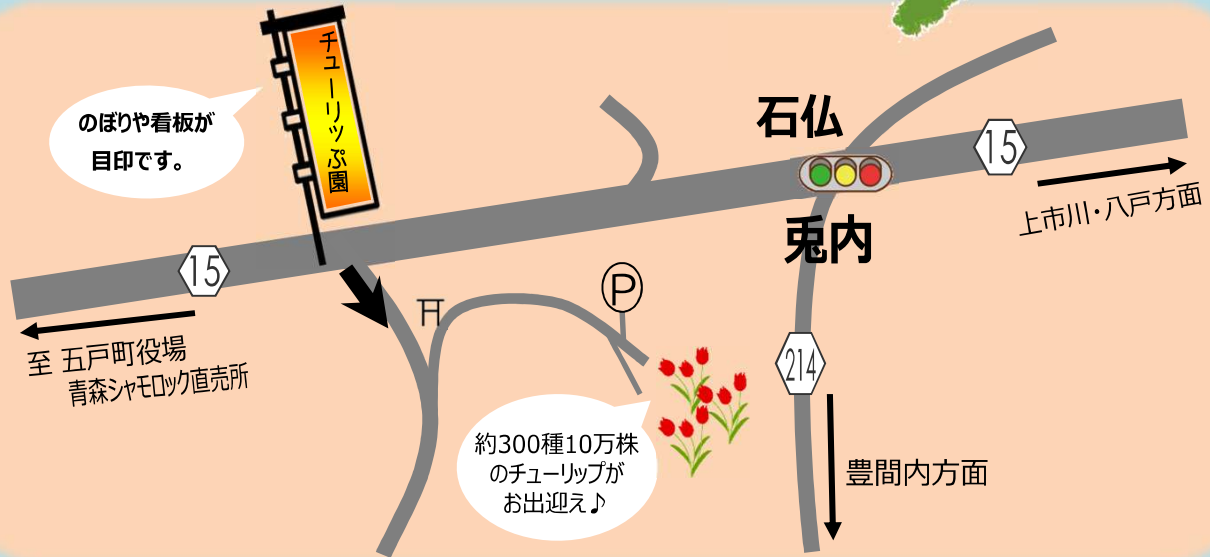 チューリップ園
のぼりや看板が
目印です。
石仏
15
上市川・八戸方面
兎内
15
至 五戸町役場
青森シャモロック直売所
P
214
約300種10万株
のチューリップが
お出迎え♪
豊間内方面